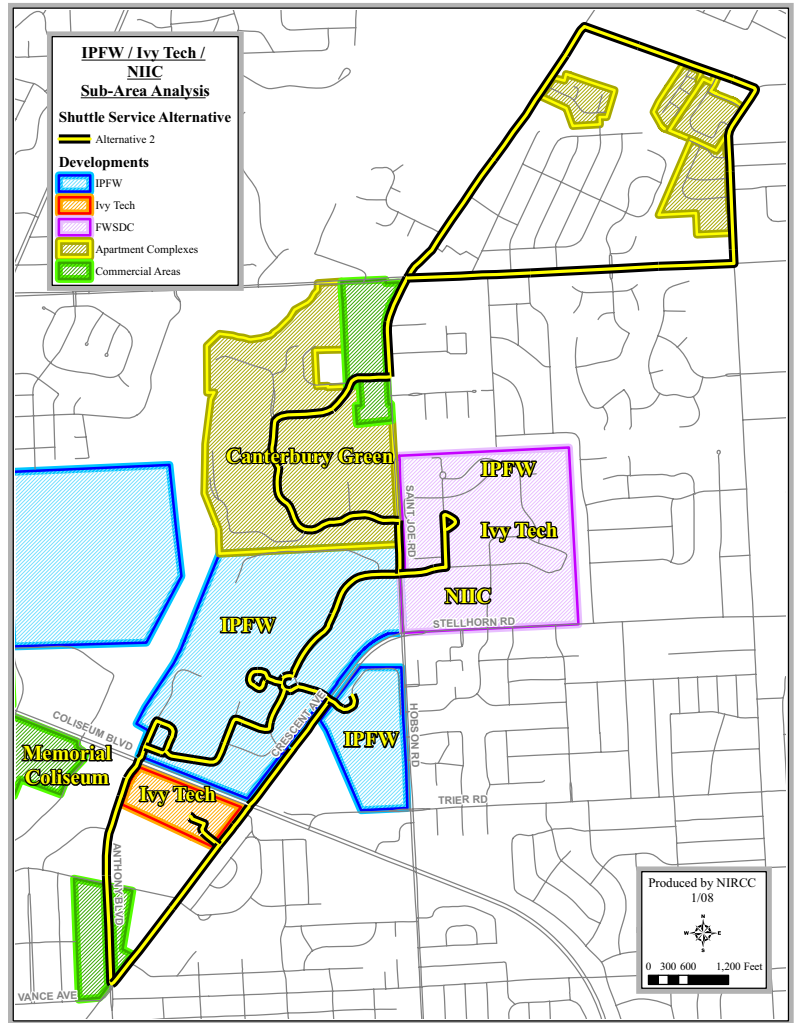 IPFW / Ivy Tech /
NIIC
Sub-Area Analysis
Shuttle Service Alternative
Alternative 2
Developments
IPFW
Ivy Tech
FWSDC
Apartment Complexes
Commercial Areas
Canterbury Green
SAINT JOE RD
IPFW
Ivy Tech
NIIC
STELLHORN RD
IPFW
CRESCENT AVE
HOBSON RD
IPFW
COLISEUM BLVD
Memorial
Coliseum
Ivy Tech
TRIER RD
ANTHONY BLVD
VANCE AVE
Produced by NIRCC
1/08
N
W E
S
0 300 600 1,200 Feet